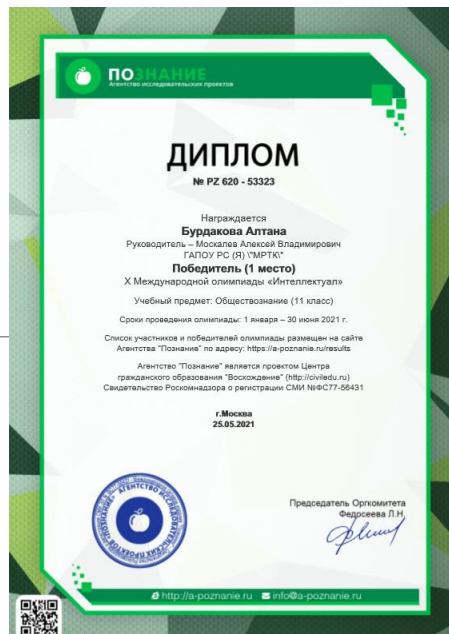 ПОЗНАНИЕ
Агентство исследовательских проектов
ДИПЛОМ
№ PZ 620 - 53323
Награждается
Бурдакова Алтана
Руководитель – Москалев Алексей Владимирович
ГАПОУ РС (Я) \"МРТК\"
Победитель (1 место)
X Международной олимпиады «Интеллектуал»
Учебный предмет: Обществознание (11 класс)
Сроки проведения олимпиады: 1 января – 30 июня 2021 г.
Список участников и победителей олимпиады размещен на сайте
Агентства "Познание" по адресу: https://a-poznanie.ru/results
Агентство "Познание" является проектом Центра
гражданского образования "Восхождение" (http://civiledu.ru)
Свидетельство Роскомнадзора о регистрации СМИ №ФС77-56431
г.Москва
25.05.2021
АГЕНТСТВО ИССЛЕДОВАТЕЛЬСКИХ ПРОЕКТОВ «ПОЗНАНИЕ»
Председатель Оргкомитета
Федосеева Л.Н.
http://a-poznanie.ru info@a-poznanie.ru